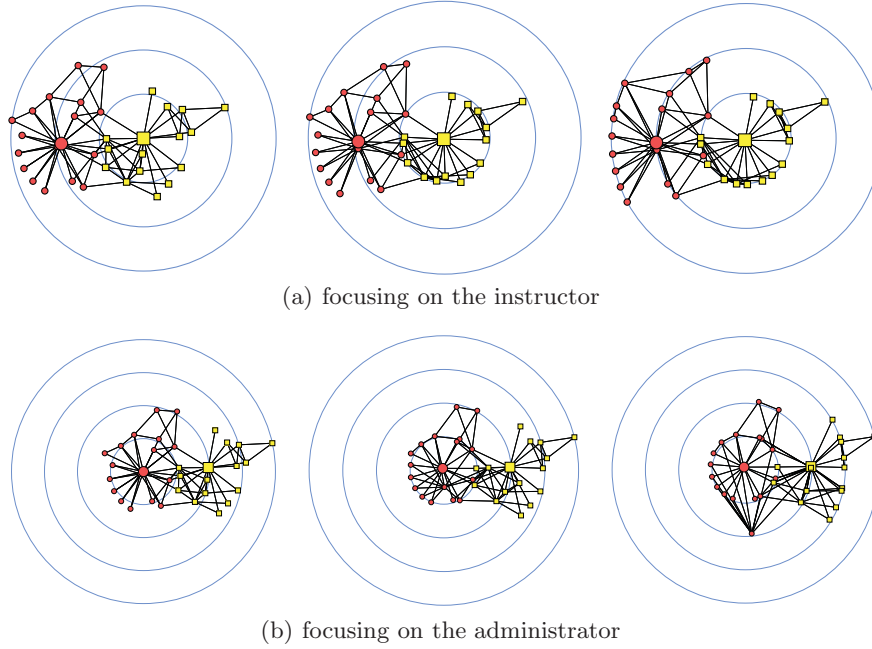 (a) focusing on the instructor
(b) focusing on the administrator